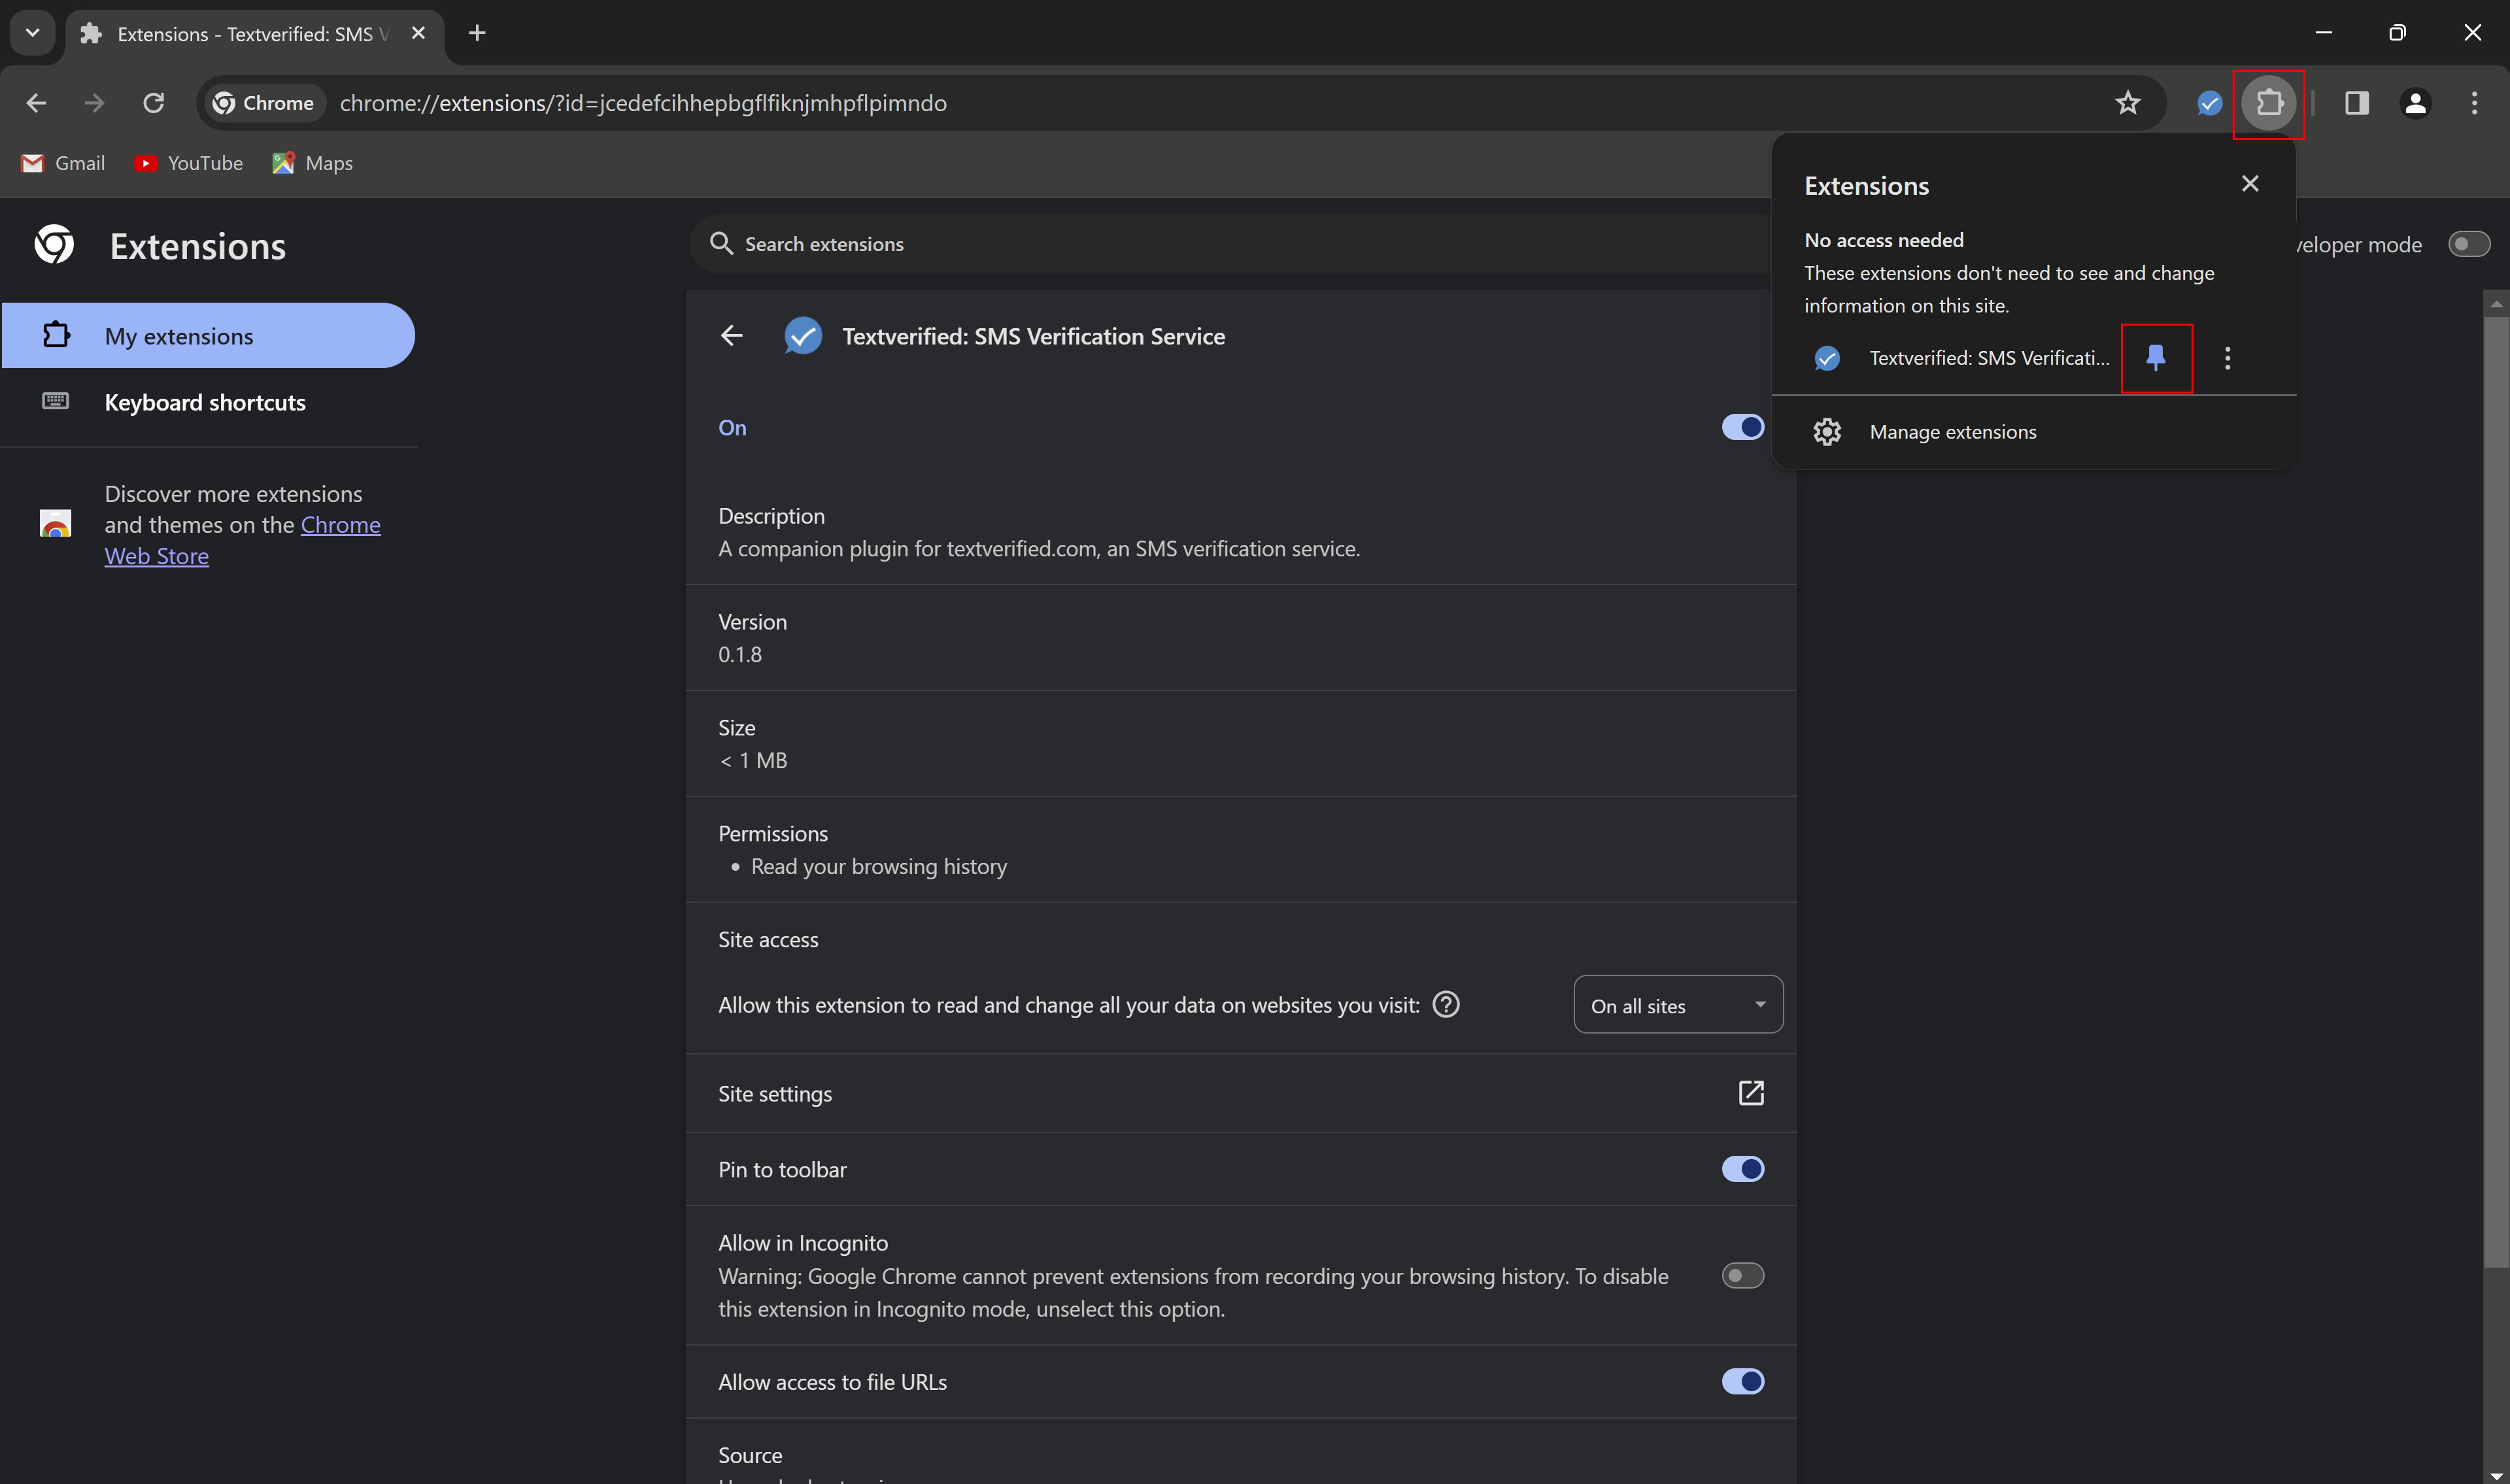 Extensions - Textverified: SMS V
Chrome
chrome://extensions/?id=jcedefcihhepbgflfiknjmhpflpimndo
Gmail
YouTube
Maps
Extensions
Search extensions
veloper mode
Extensions
No access needed
These extensions don't need to see and change
information on this site.
Textverified: SMS Verificati...
Manage extensions
My extensions
Keyboard shortcuts
Discover more extensions
and themes on the Chrome
Web Store
Textverified: SMS Verification Service
On
Description
A companion plugin for textverified.com, an SMS verification service.
Version
0.1.8
Size
< 1 MB
Permissions
• Read your browsing history
Site access
Allow this extension to read and change all your data on websites you visit:
On all sites
Site settings
Pin to toolbar
Allow in Incognito
Warning: Google Chrome cannot prevent extensions from recording your browsing history. To disable
this extension in Incognito mode, unselect this option.
Allow access to file URLs
Source